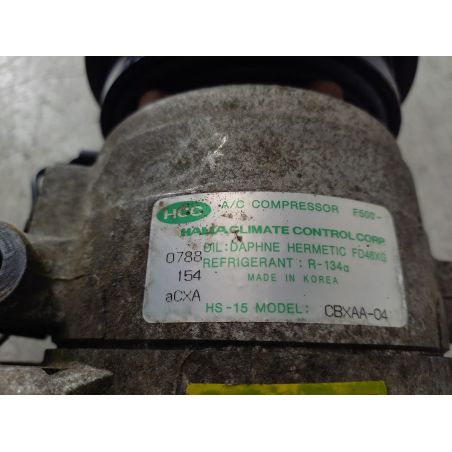 HCC A/C COMPRESSOR F500-
HALLA CLIMATE CONTROL CORP.
0788 OIL:DAPHNE HERMETIC FD46XG
REFRIGERANT : R-134a
154 MADE IN KOREA
aCXA
HS-15 MODEL: CBXAA-04